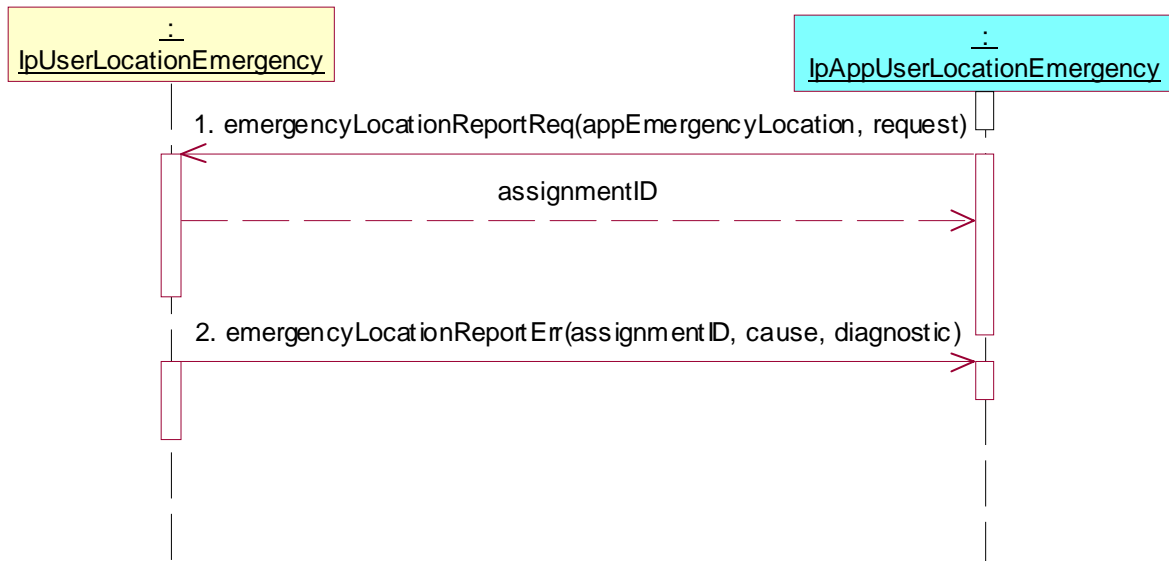 :
IpUserLocationEmergency
:
IpAppUserLocationEmergency
1. emergencyLocationReportReq(appEmergencyLocation, request)
assignmentID
2. emergencyLocationReportErr(assignmentID, cause, diagnostic)